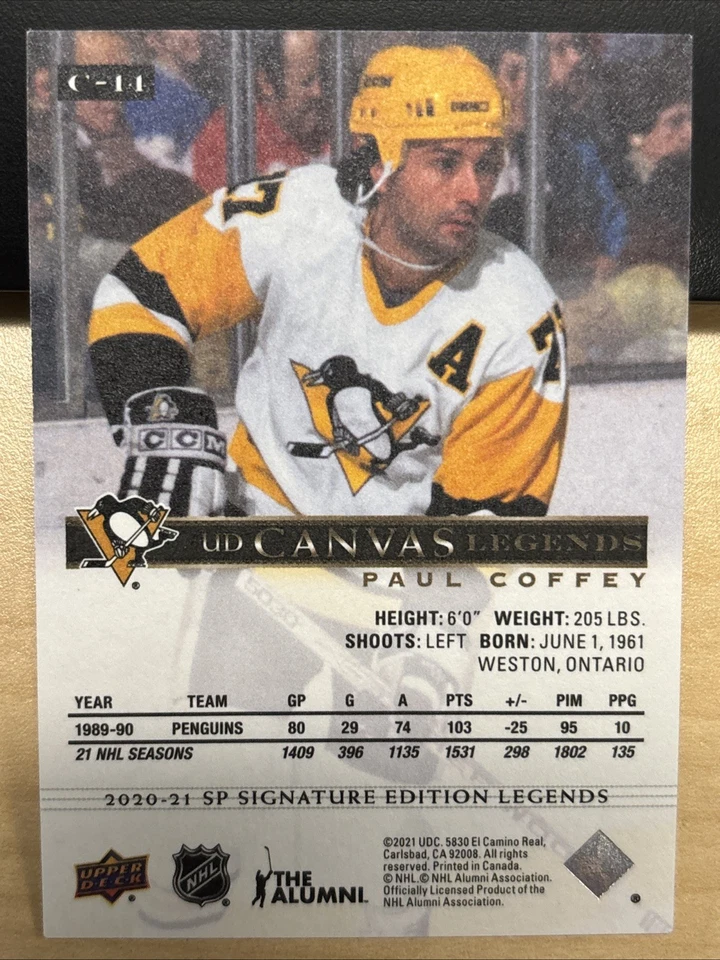 C-14
77
A
7
CCM
UD CANVAS LEGENDS
PAUL COFFEY
HEIGHT: 6'0" WEIGHT: 205 LBS.
SHOOTS: LEFT BORN: JUNE 1, 1961
WESTON, ONTARIO
YEAR TEAM GP G A PTS +/- PIM PPG
1989-90 PENGUINS 80 29 74 103 -25 95 10
21 NHL SEASONS 1409 396 1135 1531 298 1802 135
2020-21 SP SIGNATURE EDITION LEGENDS
UPPER DECK ®
NHL ®
THE ALUMNI
©2021 UDC. 5830 El Camino Real,
Carlsbad, CA 92008. All rights
reserved. Printed in Canada.
© NHL. © NHL Alumni Association.
Officially Licensed Product of the
NHL Alumni Association.